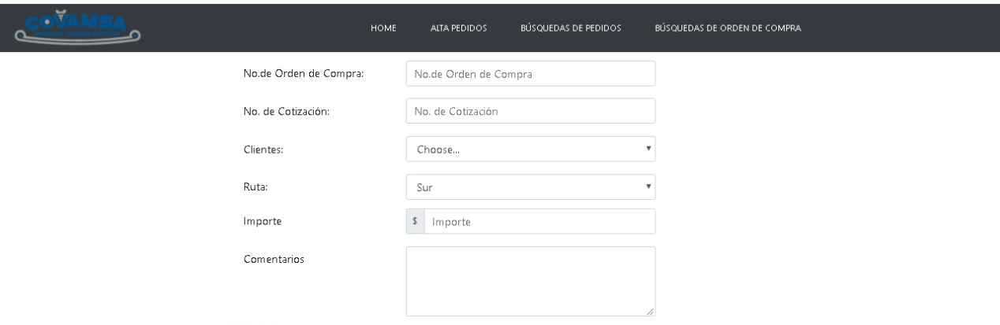 COVAMSA
HOME ALTA PEDIDOS BÚSQUEDAS DE PEDIDOS BÚSQUEDAS DE ORDEN DE COMPRA
No.de Orden de Compra: No.de Orden de Compra
No. de Cotización: No. de Cotización
Clientes: Choose...
Ruta: Sur
Importe $ Importe
Comentarios